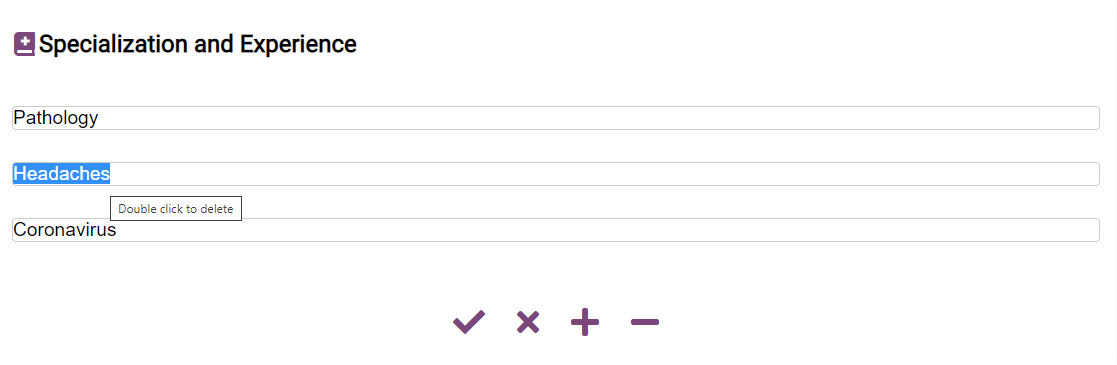 Specialization and Experience
Pathology
Headaches
Double click to delete
Coronavirus